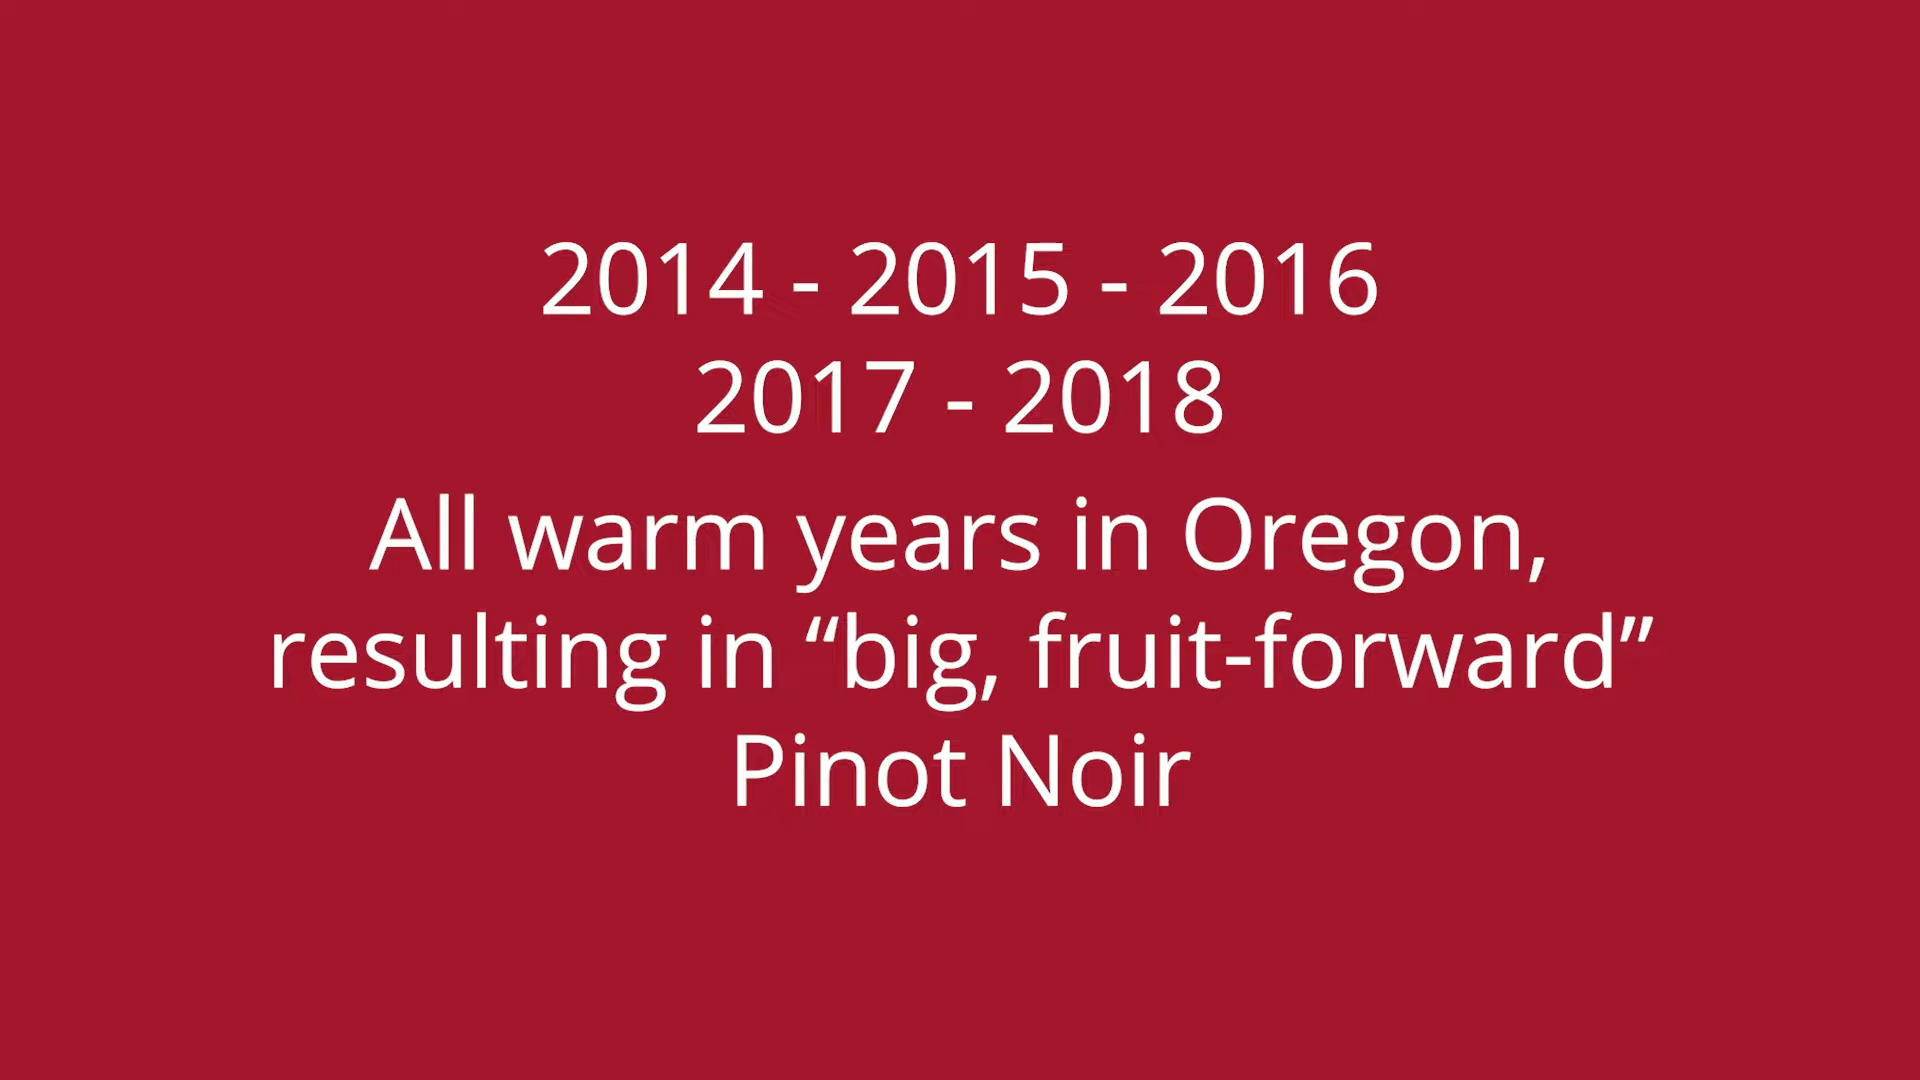 2014 - 2015 - 2016
2017 - 2018
All warm years in Oregon,
resulting in “big, fruit-forward”
Pinot Noir